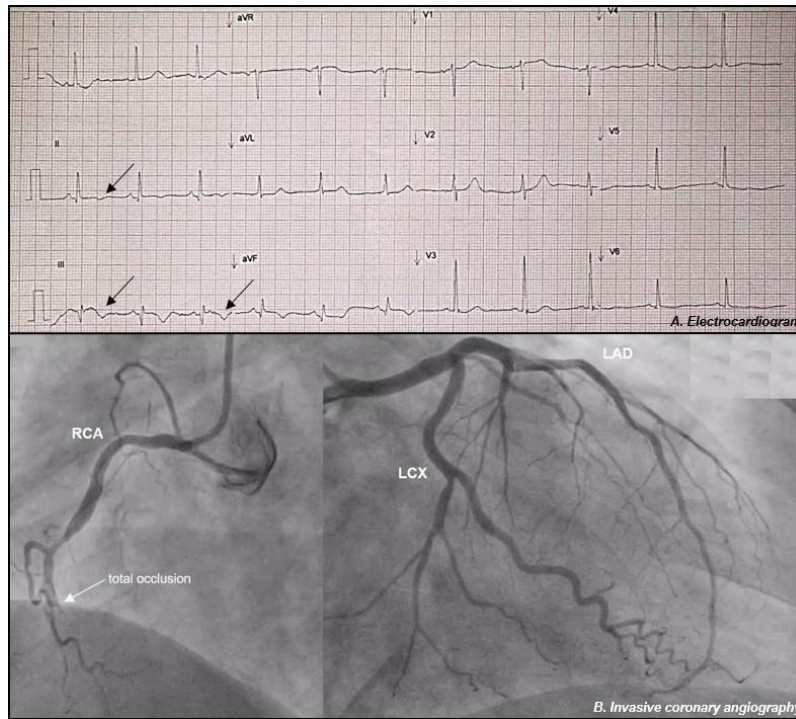 I
aVR
V1
V4
II
aVL
V2
V5
III
aVF
V3
V6
A. Electrocardiogram
RCA
LCX
LAD
total occlusion
B. Invasive coronary angiography